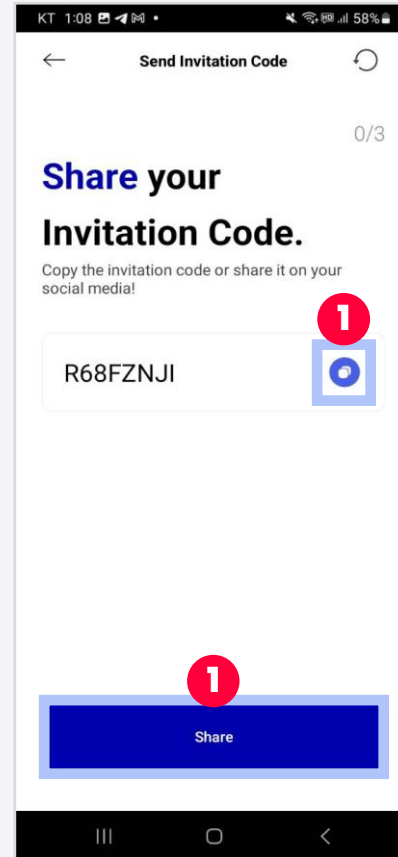 KT 1:08 58%
Send Invitation Code
0/3
Share your
Invitation Code.
Copy the invitation code or share it on your
social media!
1
R68FZNJI
1
Share